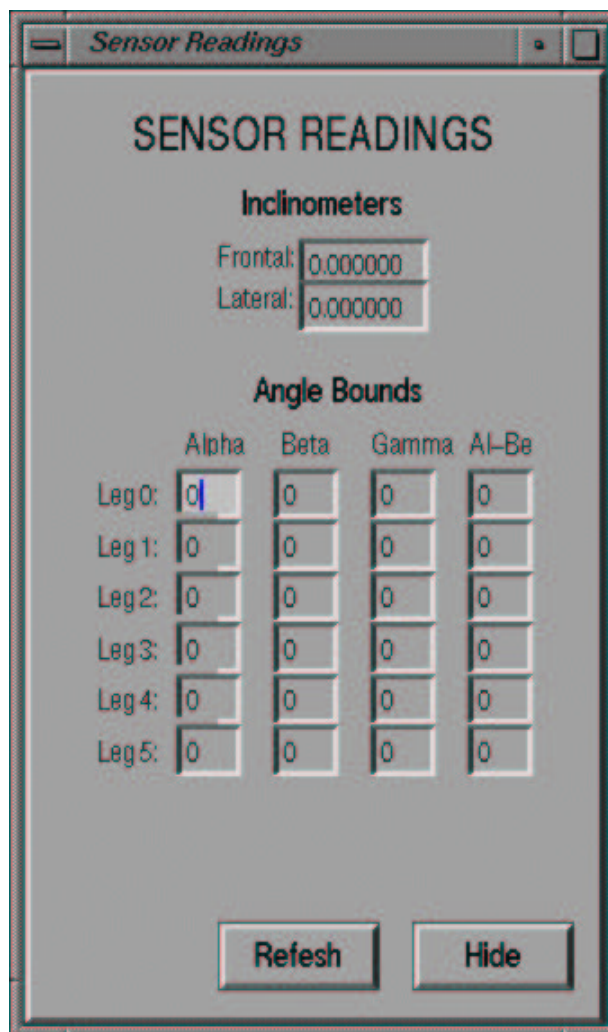 Sensor Readings
SENSOR READINGS
Inclinometers
Frontal: 0.000000
Lateral: 0.000000
Angle Bounds
Alpha Beta Gamma Al-Be
Leg 0: 0 0 0 0
Leg 1: 0 0 0 0
Leg 2: 0 0 0 0
Leg 3: 0 0 0 0
Leg 4: 0 0 0 0
Leg 5: 0 0 0 0
Refesh Hide